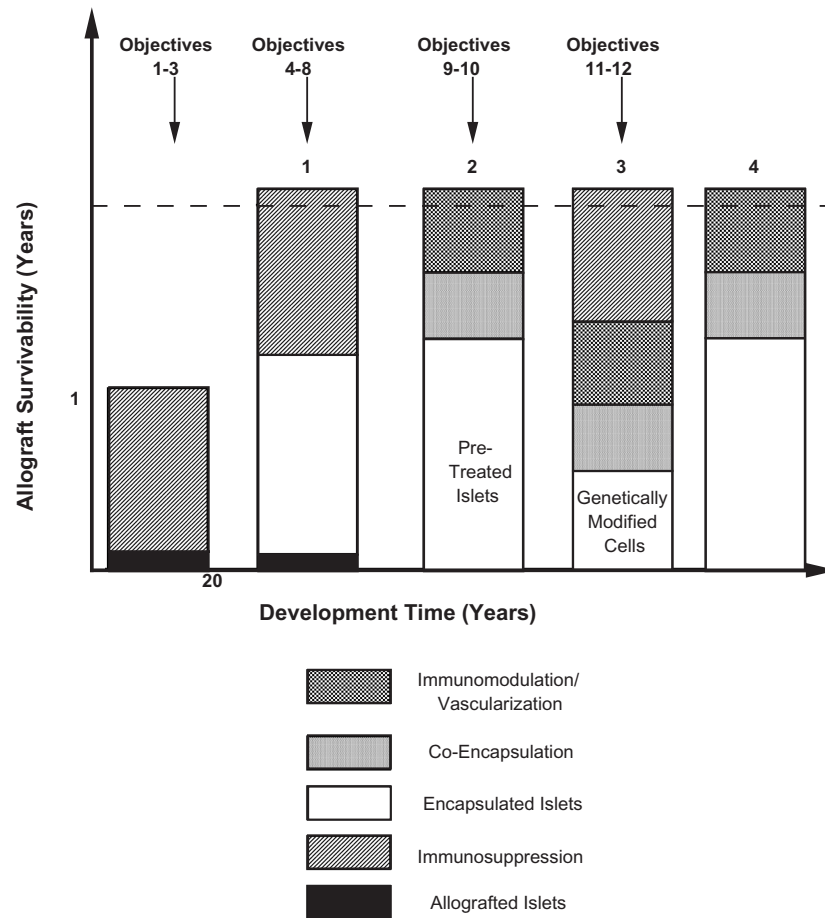 Objectives
1-3
Objectives
4-8
Objectives
9-10
Objectives
11-12
1
2
3
4
Allograft Survivability (Years)
1
Pre-
Treated
Islets
Genetically
Modified
Cells
20
Development Time (Years)
Immunomodulation/
Vascularization
Co-Encapsulation
Encapsulated Islets
Immunosuppression
Allografted Islets